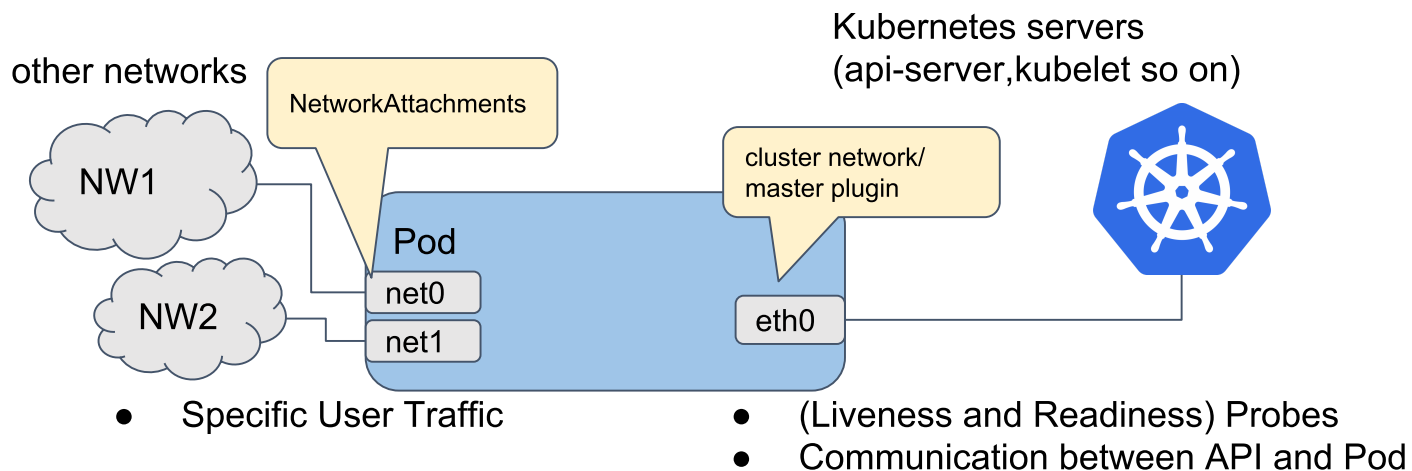 Kubernetes servers
(api-server,kubelet so on)
other networks
NetworkAttachments
cluster network/
master plugin
NW1
Pod
net0
NW2
net1
eth0
● Specific User Traffic
● (Liveness and Readiness) Probes
● Communication between API and Pod